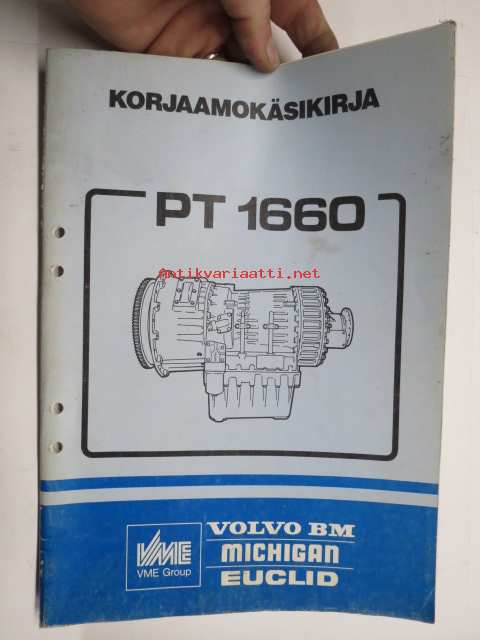 KORJAAMOKÄSIKIRJA
PT 1660
antikvariaatti.net
VME
VME Group
VOLVO BM
MICHIGAN
EUCLID